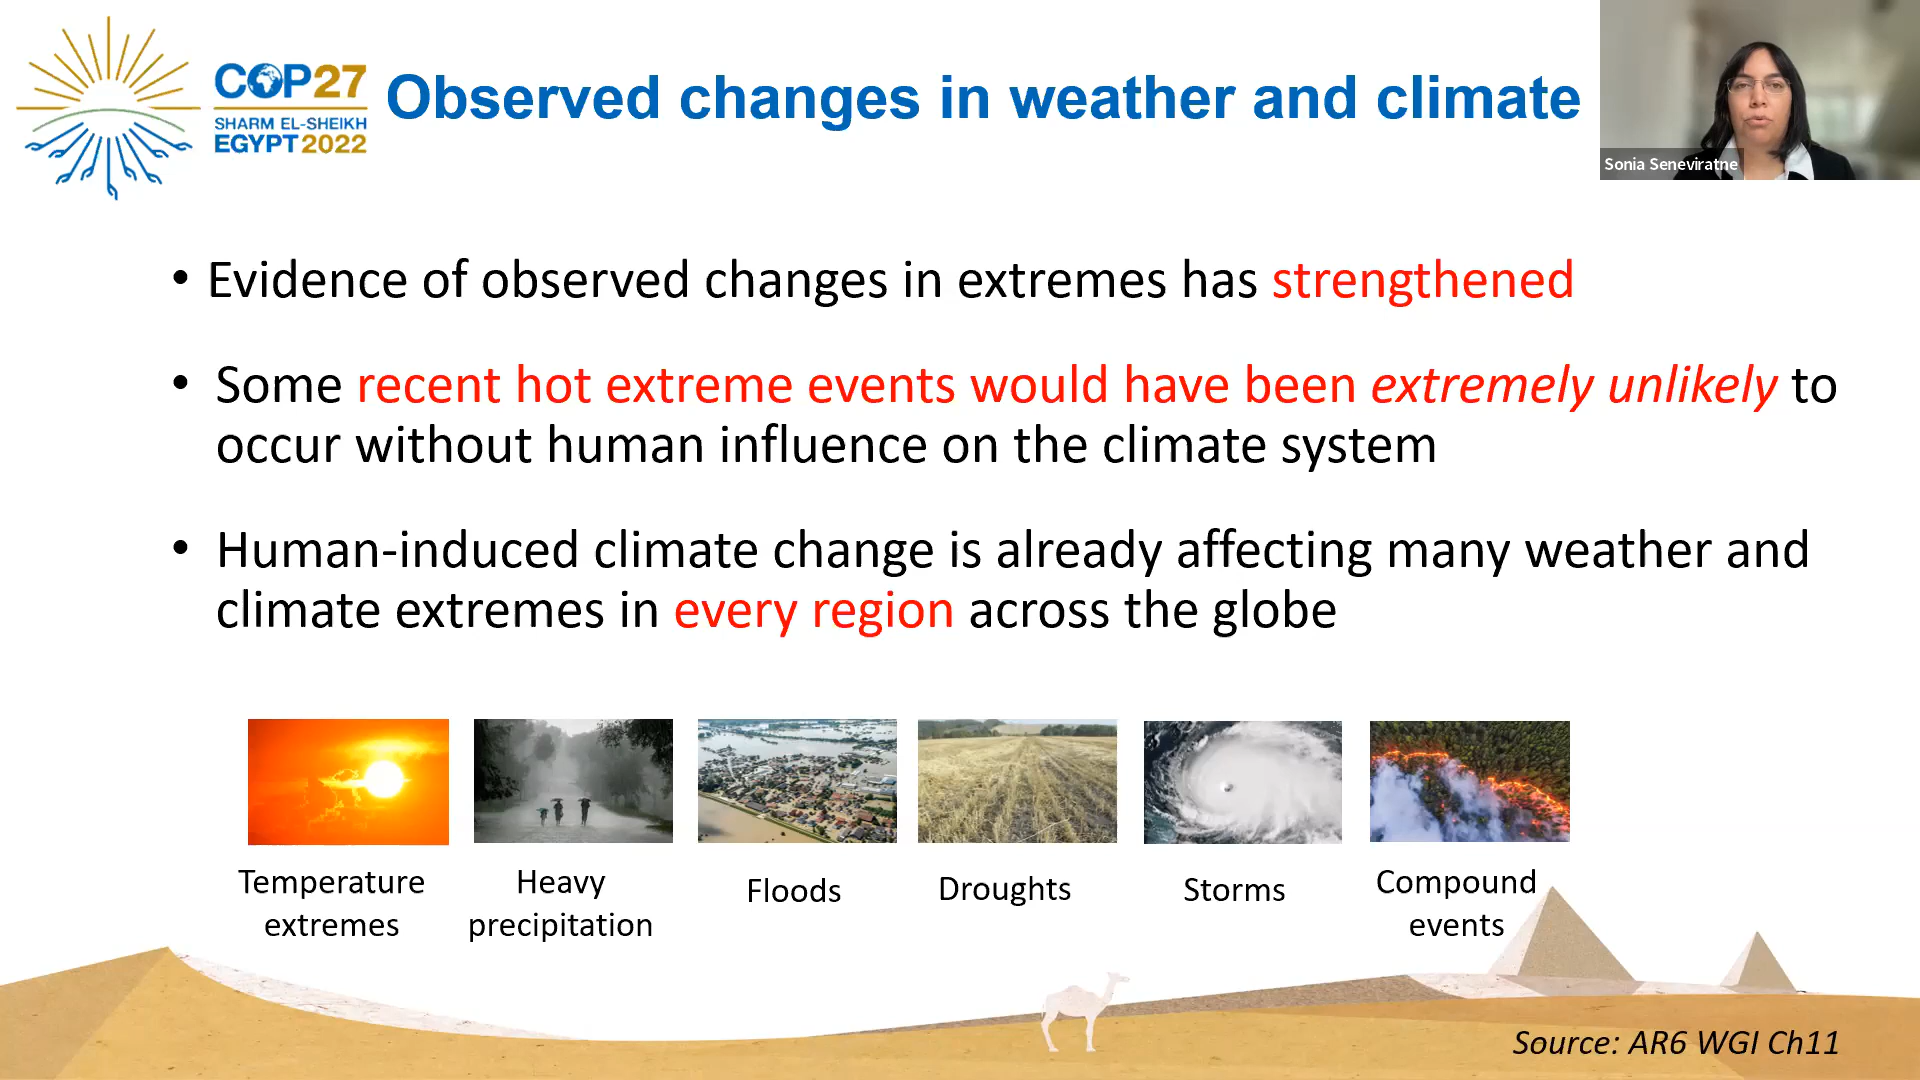 COP27
SHARM EL-SHEIKH
EGYPT 2022
Observed changes in weather and climate
Sonia Seneviratne
• Evidence of observed changes in extremes has strengthened
• Some recent hot extreme events would have been extremely unlikely to
occur without human influence on the climate system
• Human-induced climate change is already affecting many weather and
climate extremes in every region across the globe
Temperature
extremes
Heavy
precipitation
Floods
Droughts
Storms
Compound
events
Source: AR6 WGI Ch11